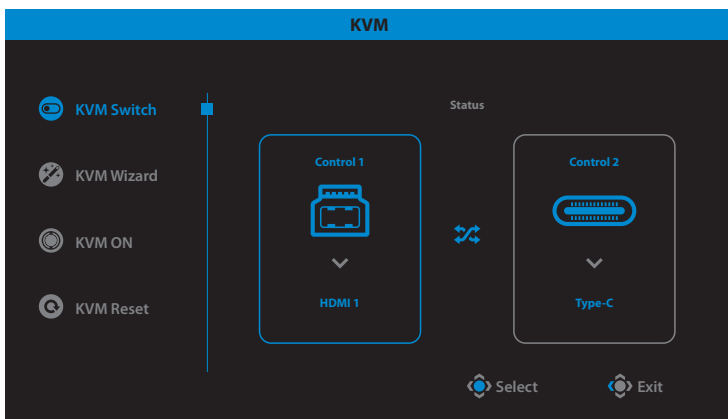 KVM
KVM Switch
KVM Wizard
KVM ON
KVM Reset
Status
Control 1
HDMI 1
Control 2
Type-C
Select
Exit